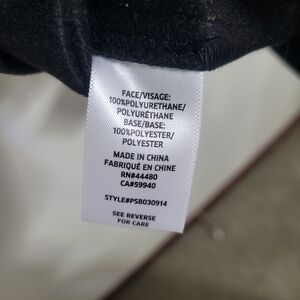 FACE/VISAGE:
100%POLYURETHANE/
POLYURÉTHANE
BASE/BASE:
100%POLYESTER/
POLYESTER
MADE IN CHINA
FABRIQUÉ EN CHINE
RN#44480
CA#59940
STYLE#PSB030914
SEE REVERSE
FOR CARE